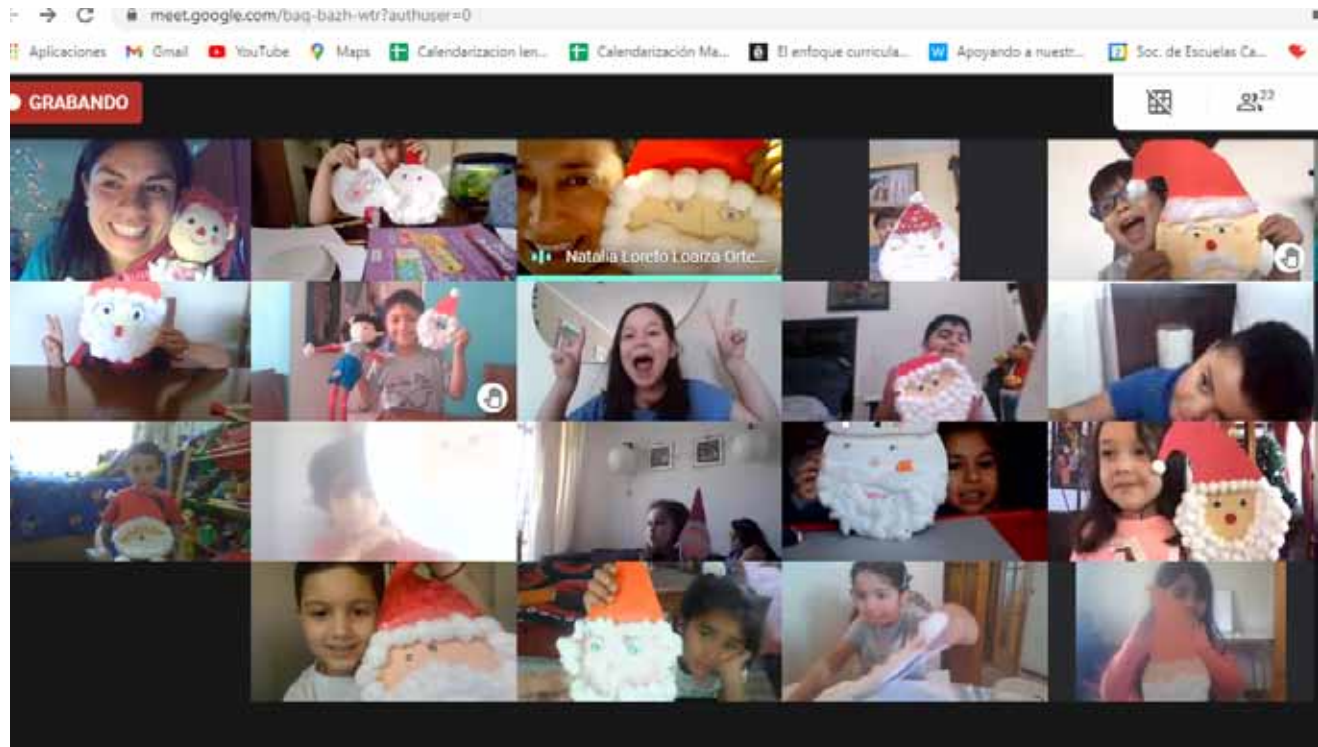 meet.google.com/baq-bazh-wtr?authuser=0
Aplicaciones Gmail YouTube Maps Calendarizacion len... Calendarización Ma... El enfoque curricula... Apoyando a nuestr... Soc. de Escuelas Ca...
GRABANDO
22
Natalia Loreto Loaiza Orte...